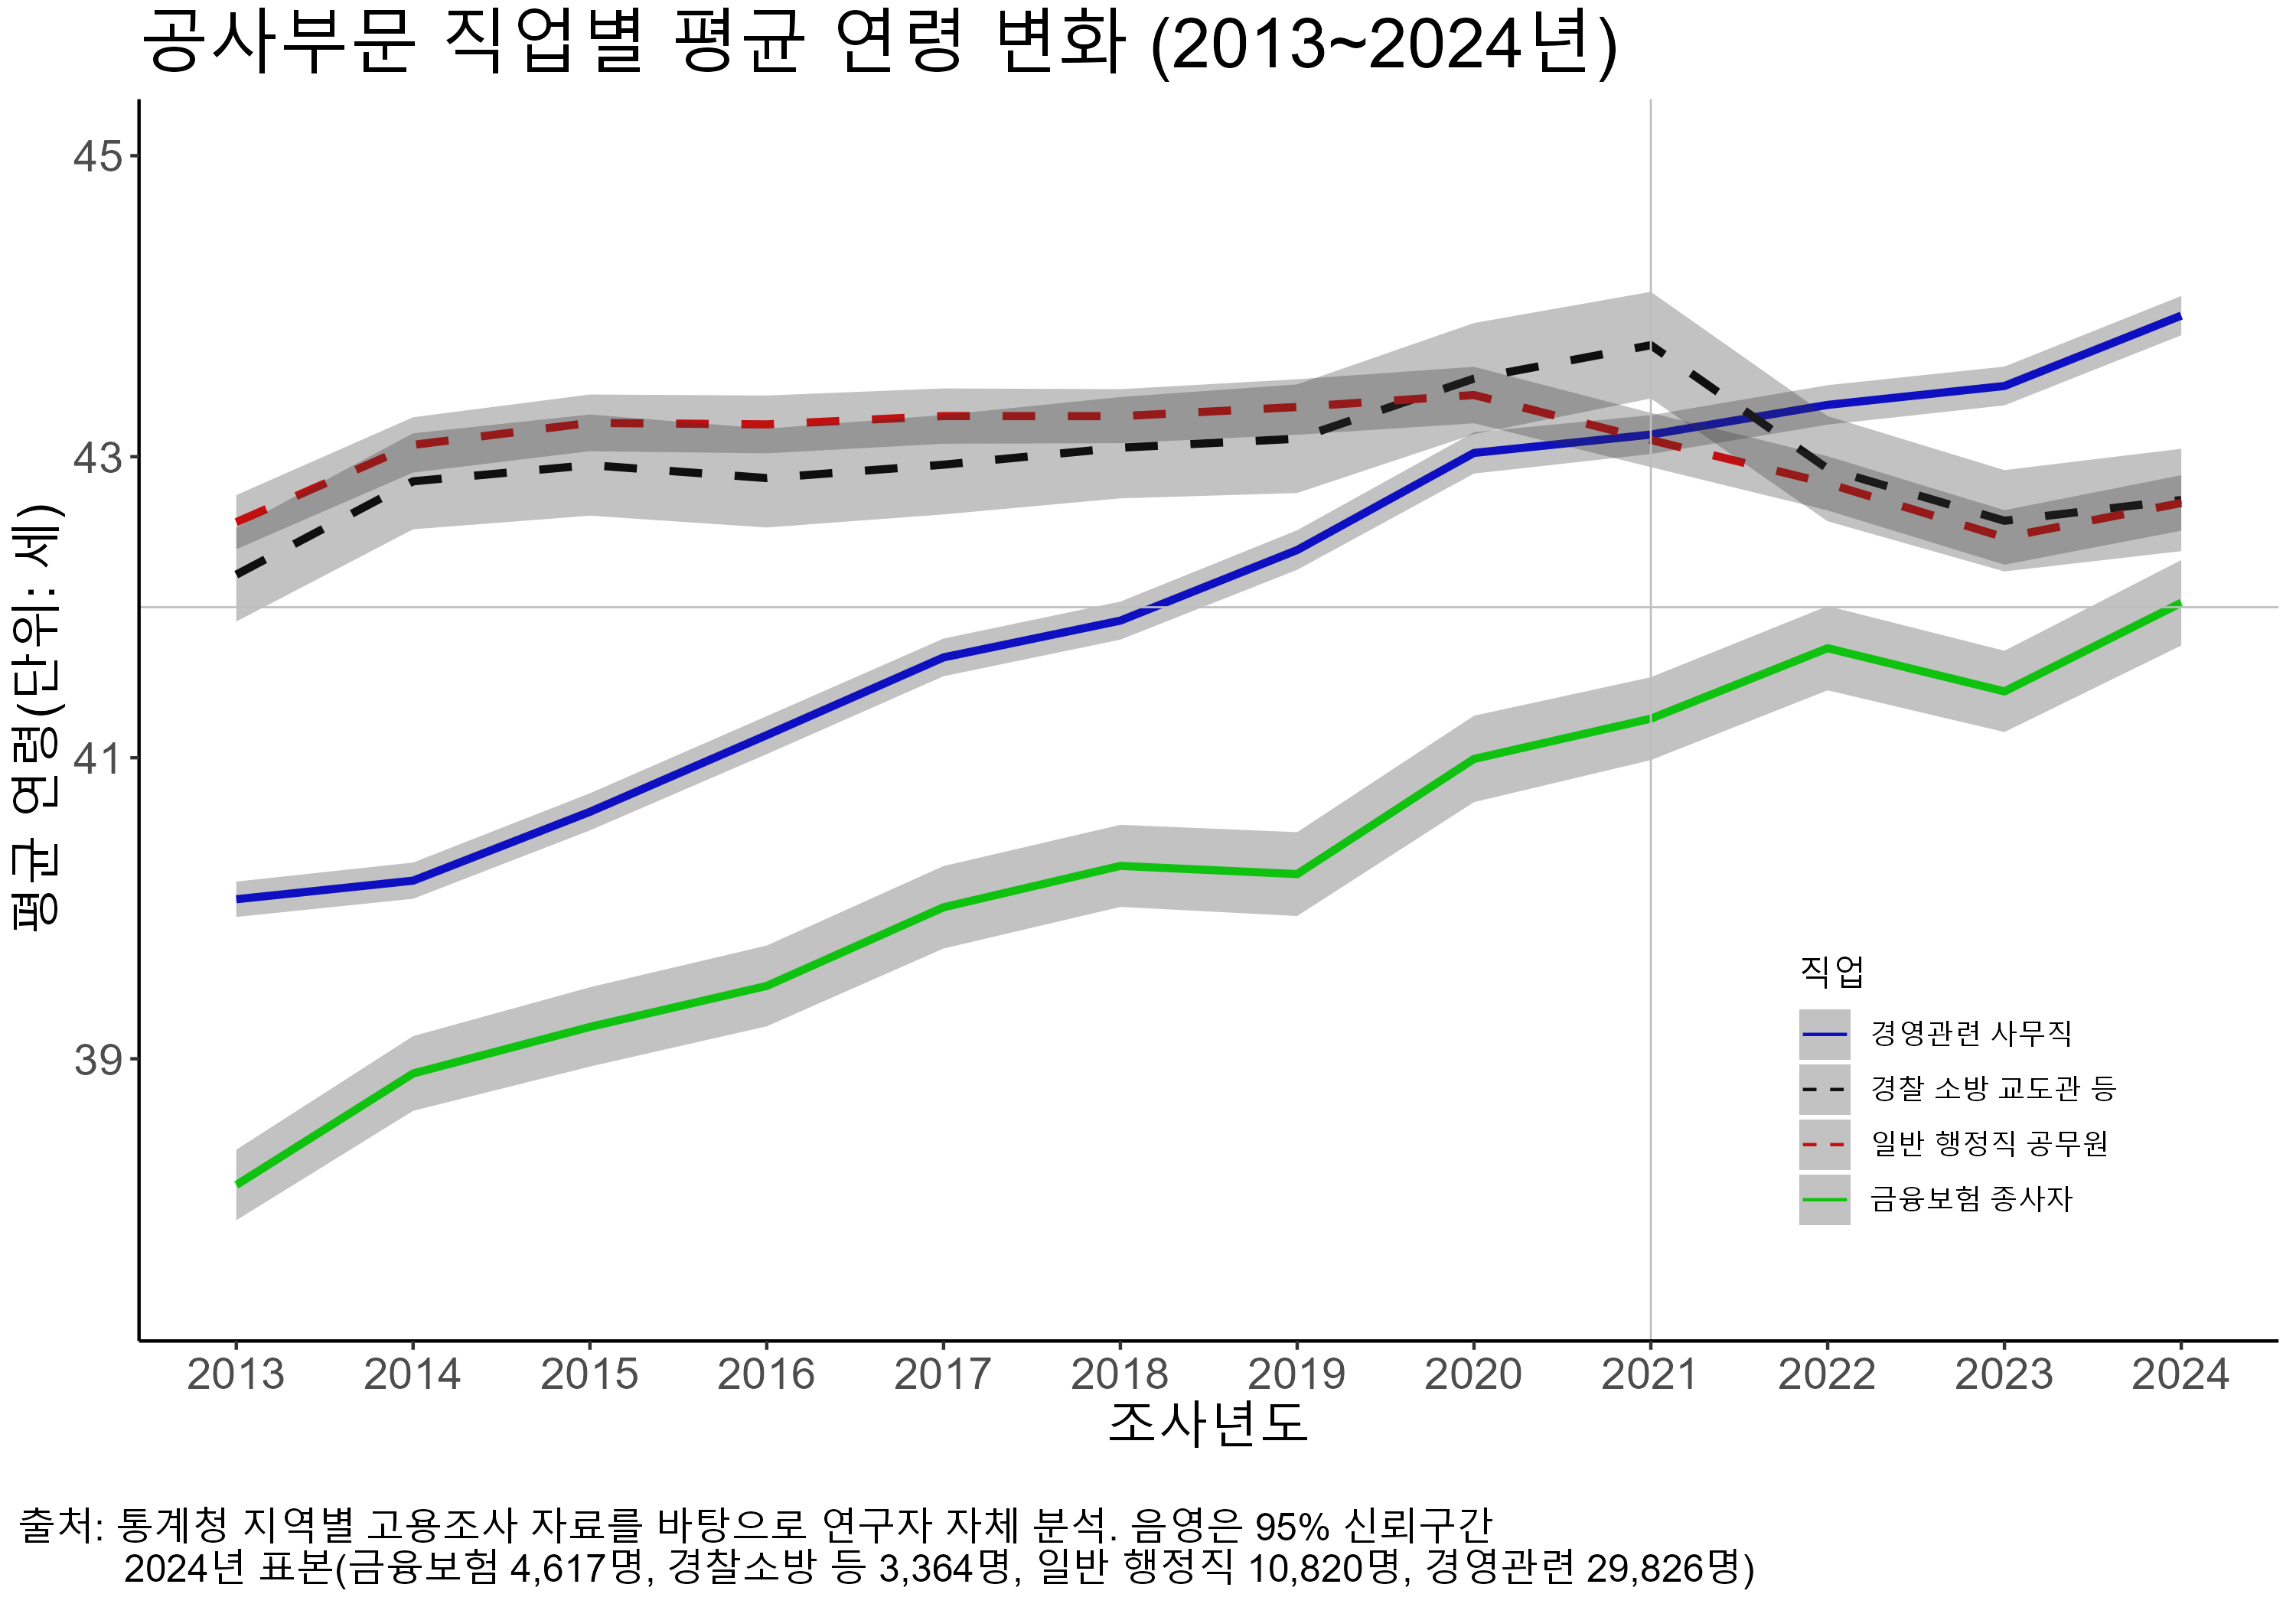 공사부문 직업별 평균 연령 변화 (2013~2024년)
평균 연령(단위: 세)
45
43
41
39
직업
경영관련 사무직
경찰 소방 교도관 등
일반 행정직 공무원
금융보험 종사자
2013 2014 2015 2016 2017 2018 2019 2020 2021 2022 2023 2024
조사년도
출처: 통계청 지역별 고용조사 자료를 바탕으로 연구자 자체 분석. 음영은 95% 신뢰구간
2024년 표본(금융보험 4,617명, 경찰소방 등 3,364명, 일반 행정직 10,820명, 경영관련 29,826명)